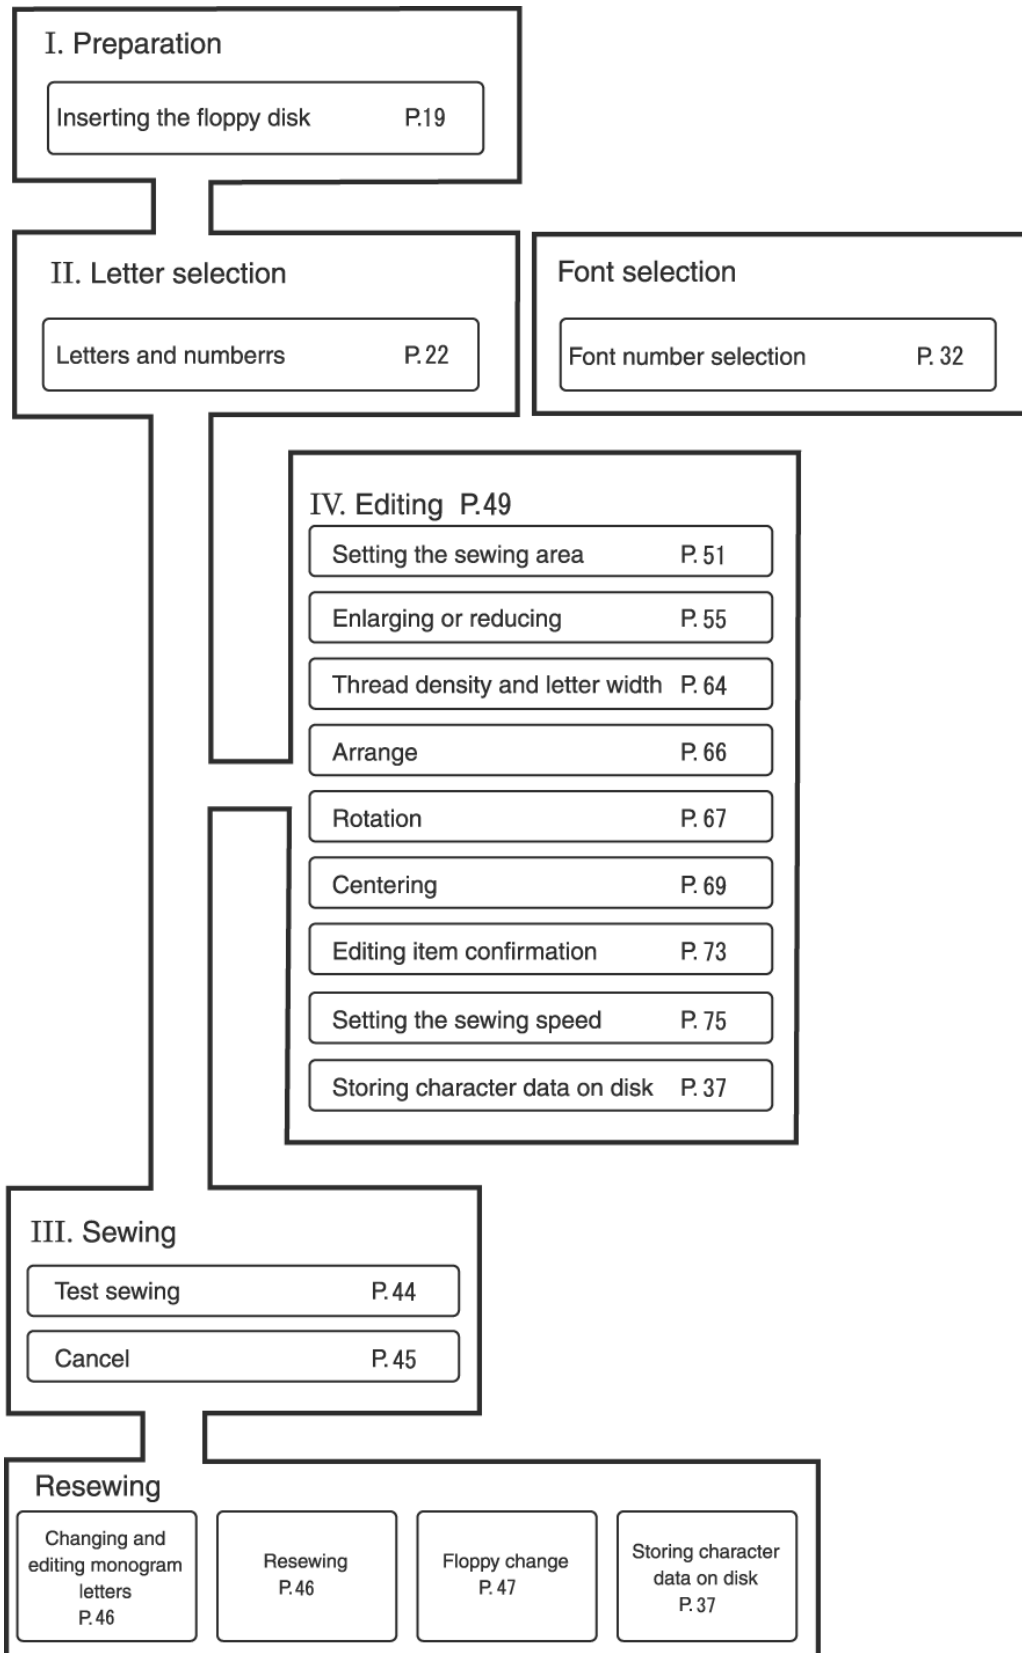 I. Preparation
Inserting the floppy disk P.19
II. Letter selection
Letters and numberrs P.22
Font selection
Font number selection P. 32
IV. Editing P.49
Setting the sewing area P. 51
Enlarging or reducing P. 55
Thread density and letter width P. 64
Arrange P. 66
Rotation P. 67
Centering P. 69
Editing item confirmation P. 73
Setting the sewing speed P. 75
Storing character data on disk P. 37
III. Sewing
Test sewing P. 44
Cancel P. 45
Resewing
Changing and
editing monogram
letters
P. 46
Resewing
P. 46
Floppy change
P. 47
Storing character
data on disk
P. 37